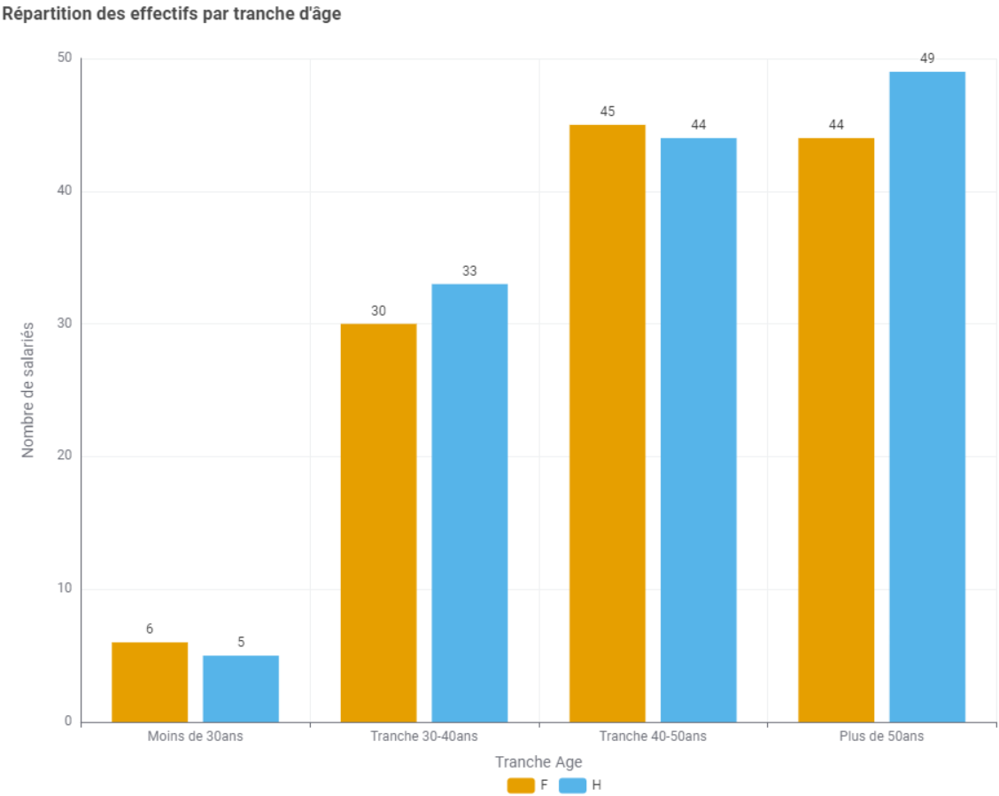 Répartition des effectifs par tranche d'âge
50
40
30
20
10
0
Nombre de salariés
6
5
30
33
45
44
44
49
Moins de 30ans
Tranche 30-40ans
Tranche 40-50ans
Plus de 50ans
Tranche Age
F
H